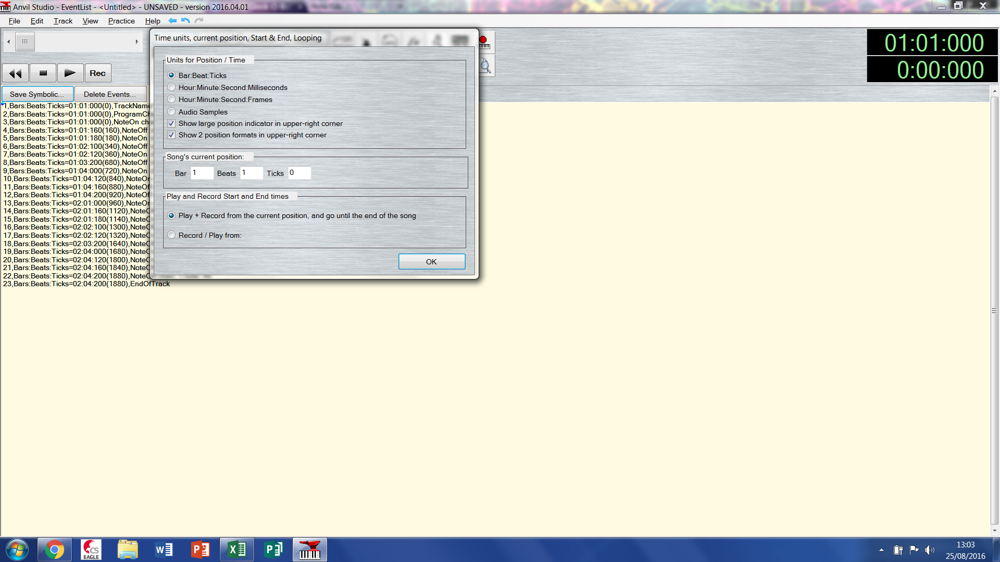 Anvil Studio - EventList - <Untitled> - UNSAVED - version 2016.04.01
File Edit Track View Practice Help
Time units, current position, Start & End, Looping
01:01:000
0:00:000
Rec
Save Symbolic... Delete Events...
Units for Position / Time
Bar:Beat:Ticks
Hour:Minute:Second:Milliseconds
Hour:Minute:Second:Frames
Audio Samples
Show large position indicator in upper-right corner
Show 2 position formats in upper-right corner
Song's current position:
Bar 1 Beats 1 Ticks 0
Play and Record Start and End times
Play + Record from the current position, and go until the end of the song
Record / Play from:
OK
1,Bars:Beats:Ticks=01:01:000(0),TrackName
2,Bars:Beats:Ticks=01:01:000(0),ProgramCh
3,Bars:Beats:Ticks=01:01:000(0),NoteOn ch
4,Bars:Beats:Ticks=01:01:160(160),NoteOff
5,Bars:Beats:Ticks=01:01:180(180),NoteOn
6,Bars:Beats:Ticks=01:02:100(340),NoteOff
7,Bars:Beats:Ticks=01:02:120(360),NoteOn
8,Bars:Beats:Ticks=01:03:200(680),NoteOff
9,Bars:Beats:Ticks=01:04:000(720),NoteOn
10,Bars:Beats:Ticks=01:04:120(840),NoteOn
11,Bars:Beats:Ticks=01:04:160(880),NoteOf
12,Bars:Beats:Ticks=01:04:200(920),NoteOf
13,Bars:Beats:Ticks=02:01:000(960),NoteOn
14,Bars:Beats:Ticks=02:01:160(1120),NoteO
15,Bars:Beats:Ticks=02:01:180(1140),NoteO
16,Bars:Beats:Ticks=02:02:100(1300),NoteO
17,Bars:Beats:Ticks=02:02:120(1320),NoteO
18,Bars:Beats:Ticks=02:03:200(1640),NoteO
19,Bars:Beats:Ticks=02:04:000(1680),NoteO
20,Bars:Beats:Ticks=02:04:120(1800),NoteO
21,Bars:Beats:Ticks=02:04:160(1840),NoteO
22,Bars:Beats:Ticks=02:04:200(1880),NoteO
23,Bars:Beats:Ticks=02:04:200(1880),EndOfTrack
CS
EAGLE
13:03
25/08/2016